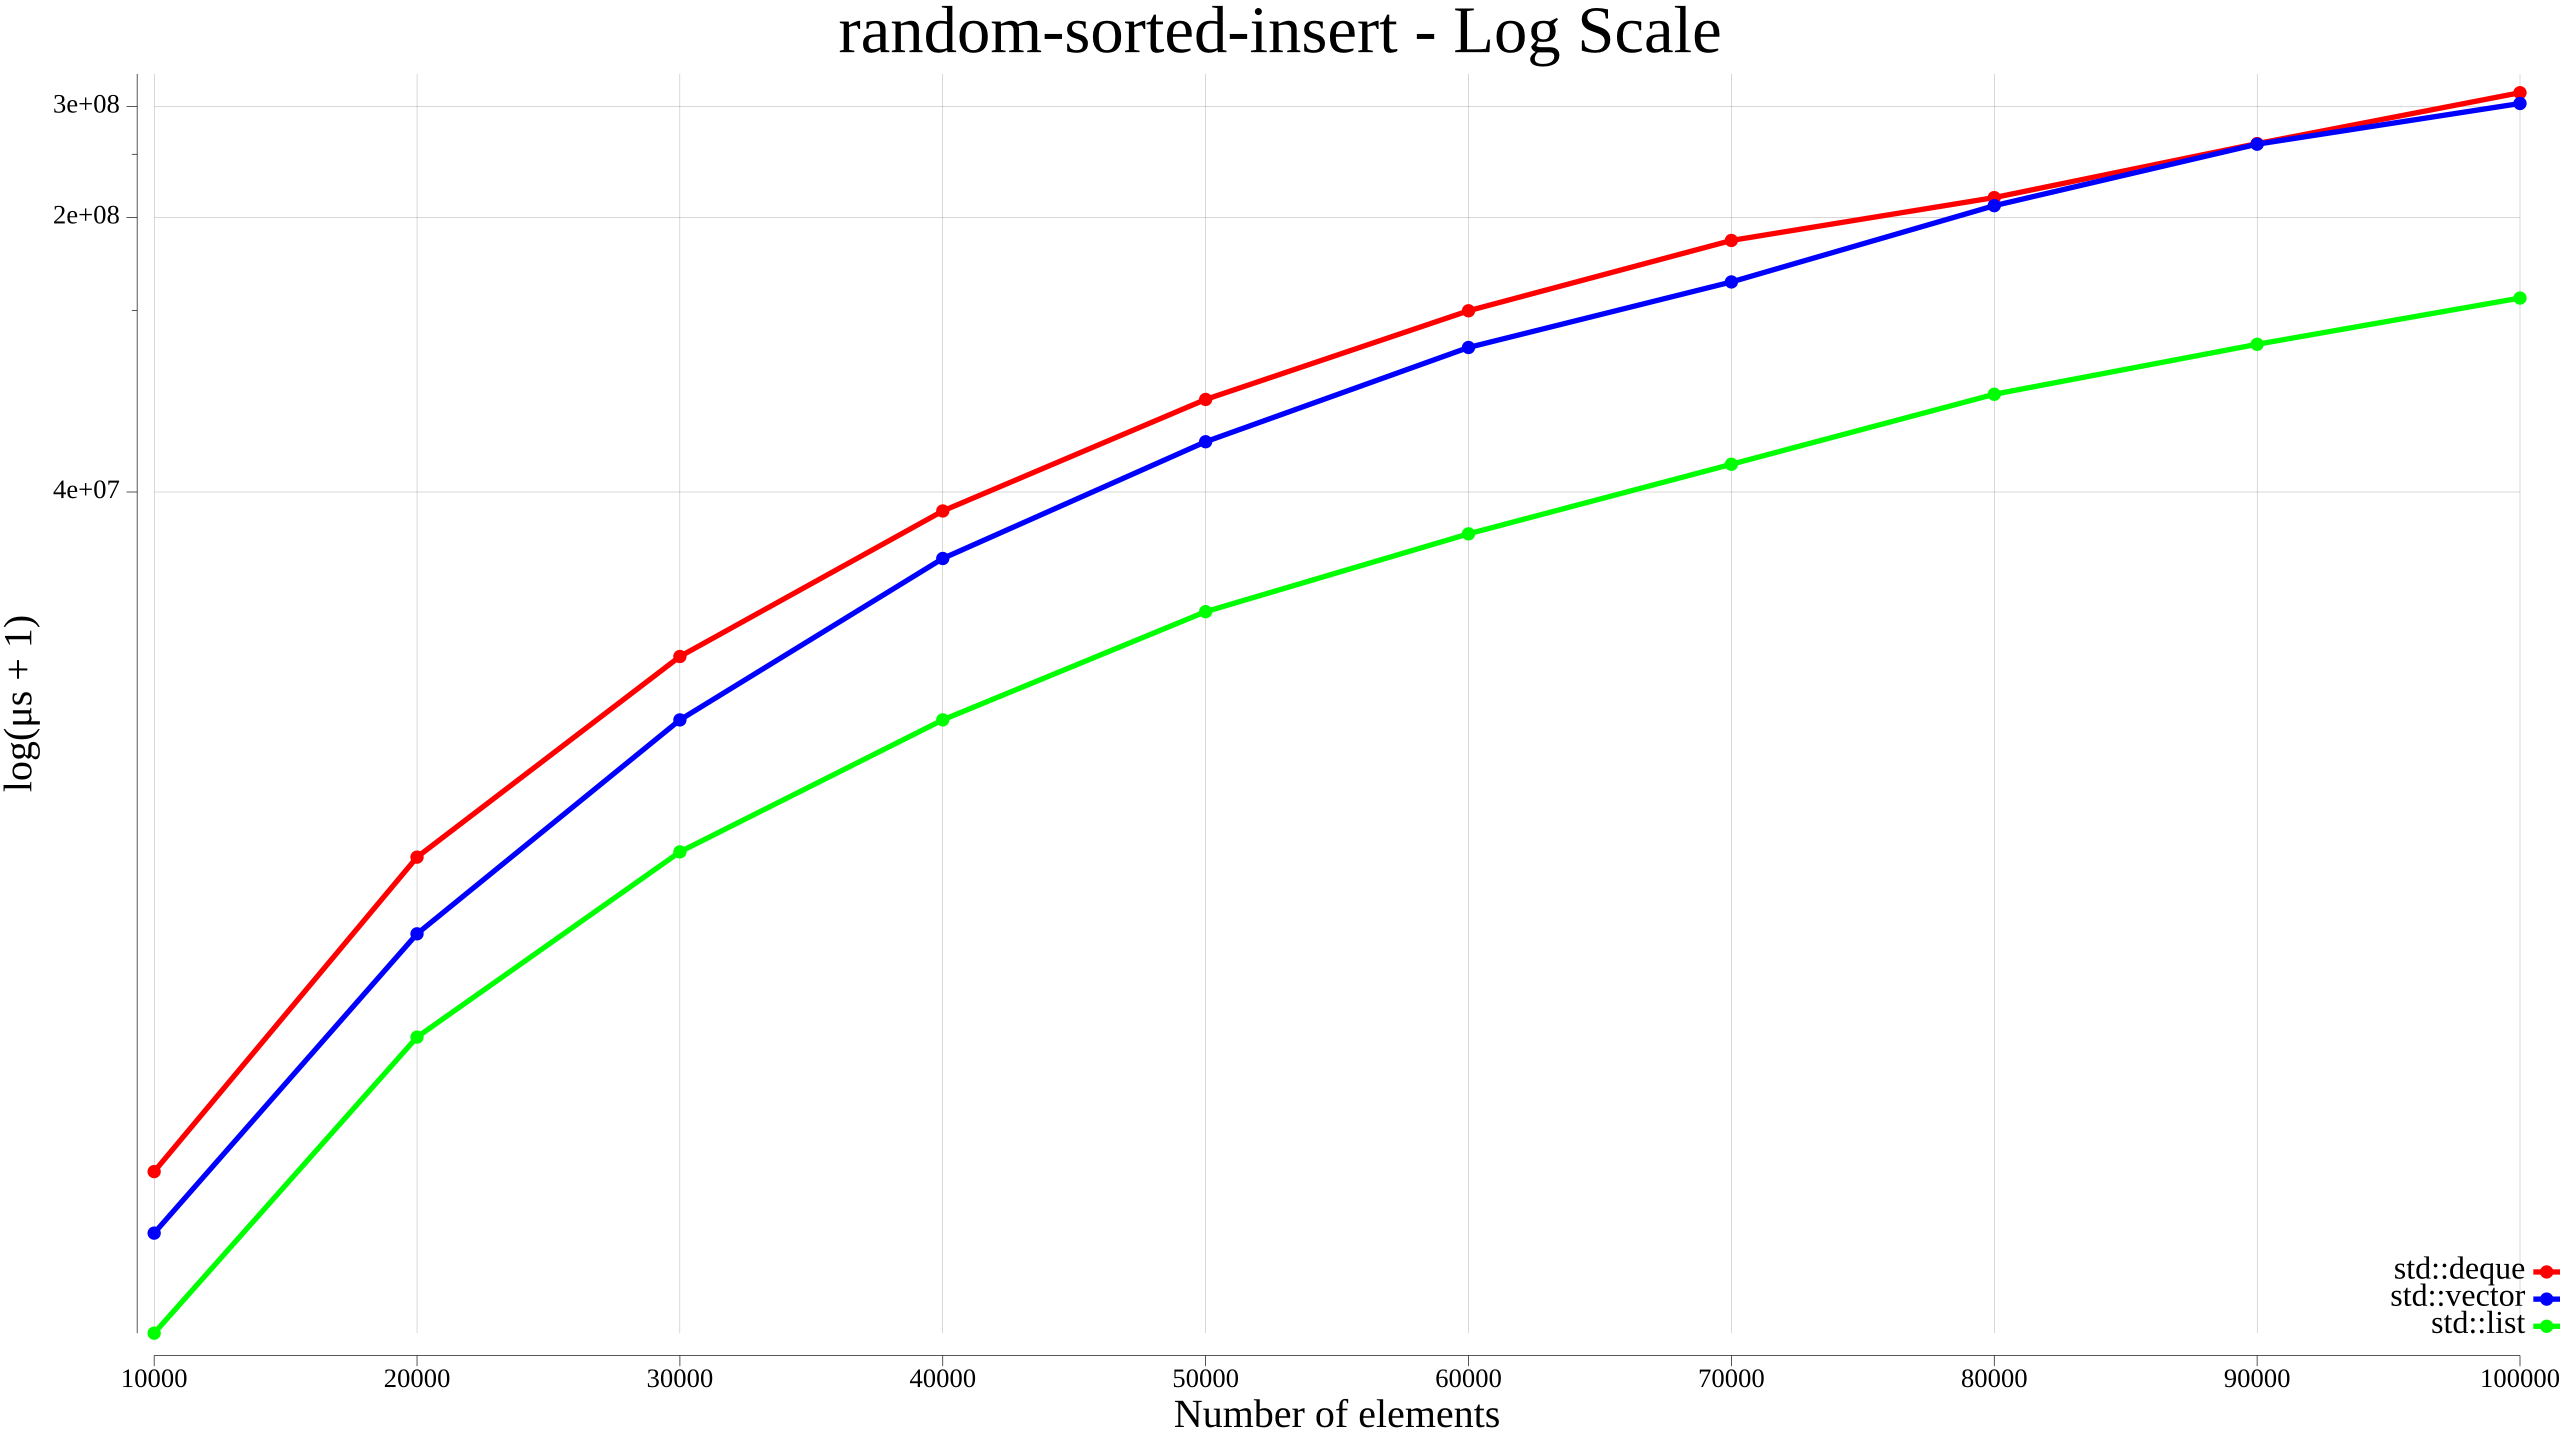 random-sorted-insert - Log Scale
3e+08
2e+08
4e+07
log(μs + 1)
std::deque
std::vector
std::list
10000 20000 30000 40000 50000 60000 70000 80000 90000 100000
Number of elements